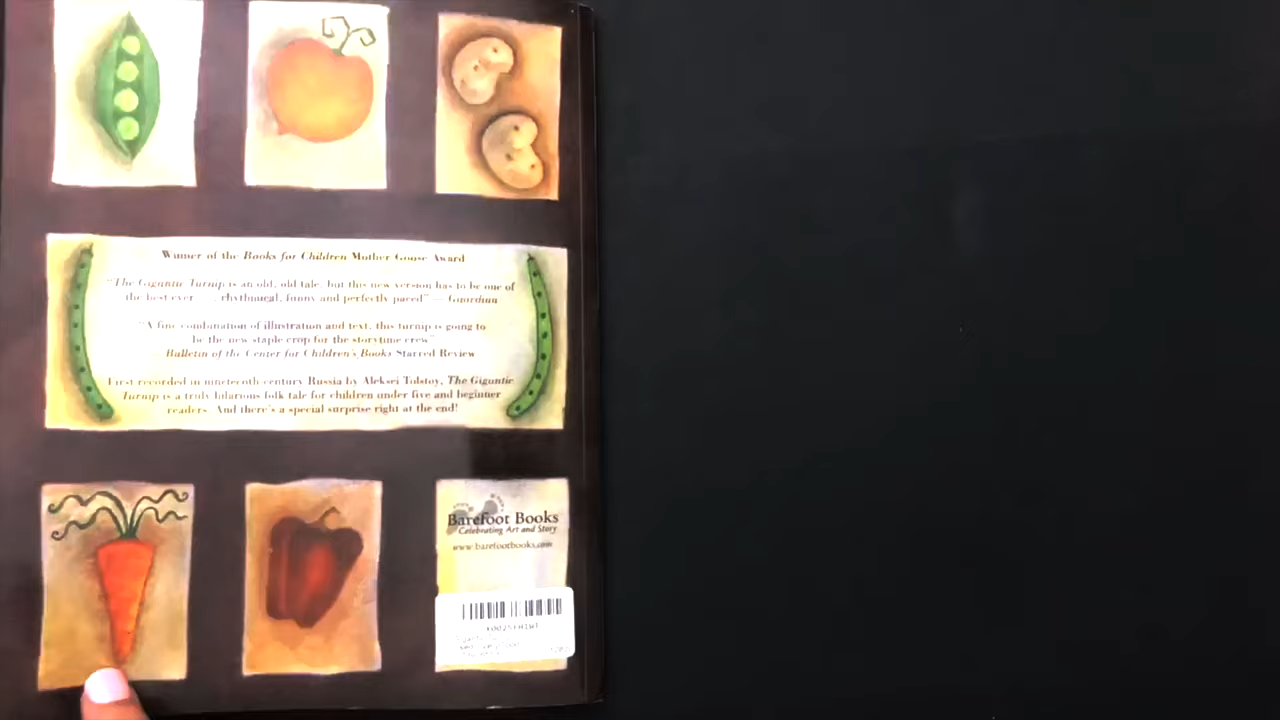 Winner of the Books for Children Mother Goose Award
"The Gigantic Turnip is an old, old tale, but this new version has to be one of
the best ever . . . rhythmical, funny and perfectly paced" — Guardian
"A fine combination of illustration and text, this turnip is going to
be the new staple crop for the storytime crew"
Bulletin of the Center for Children's Books Starred Review
First recorded in nineteenth-century Russia by Aleksei Tolstoy, The Gigantic
Turnip is a truly hilarious folk tale for children under five and beginner
readers. And there's a special surprise right at the end!
Barefoot Books
Celebrating Art and Story
www.barefootbooks.com